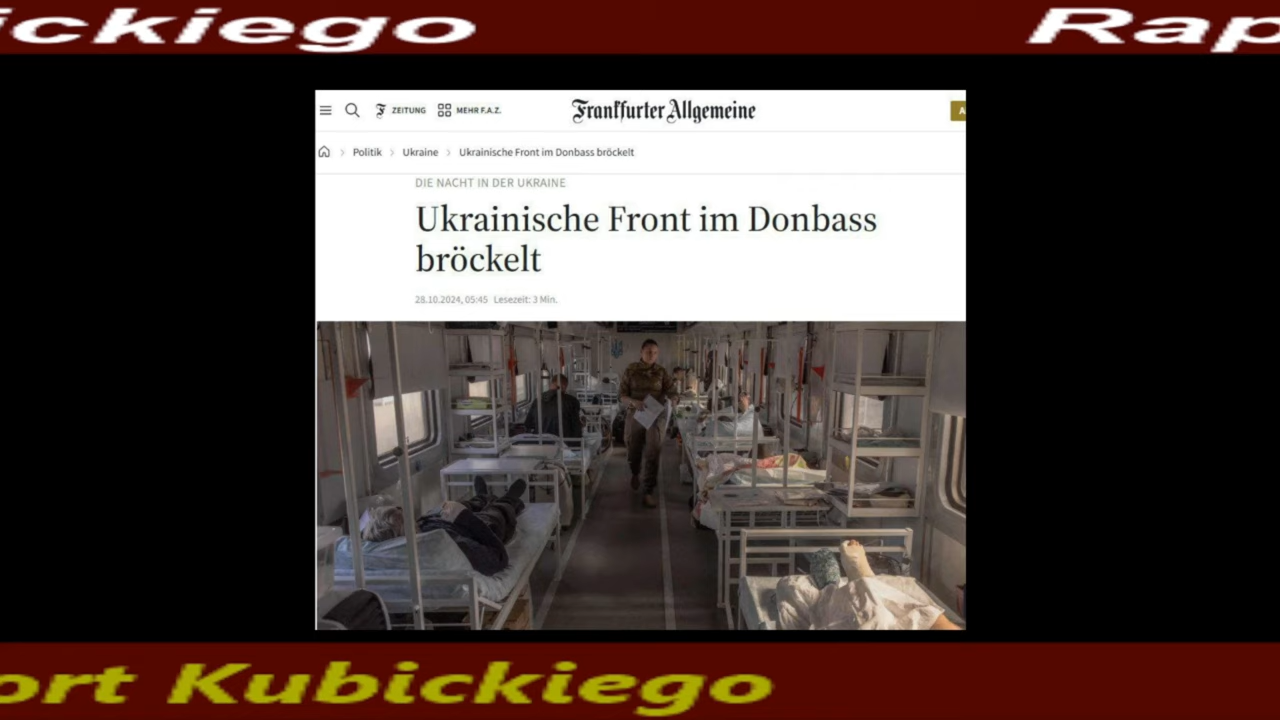 ickiego Rap
ZEITUNG MEHR F.A.Z. Frankfurter Allgemeine A
Politik > Ukraine > Ukrainische Front im Donbass bröckelt
DIE NACHT IN DER UKRAINE
Ukrainische Front im Donbass
bröckelt
28.10.2024, 05:45 Lesezeit: 3 Min.
ort Kubickiego